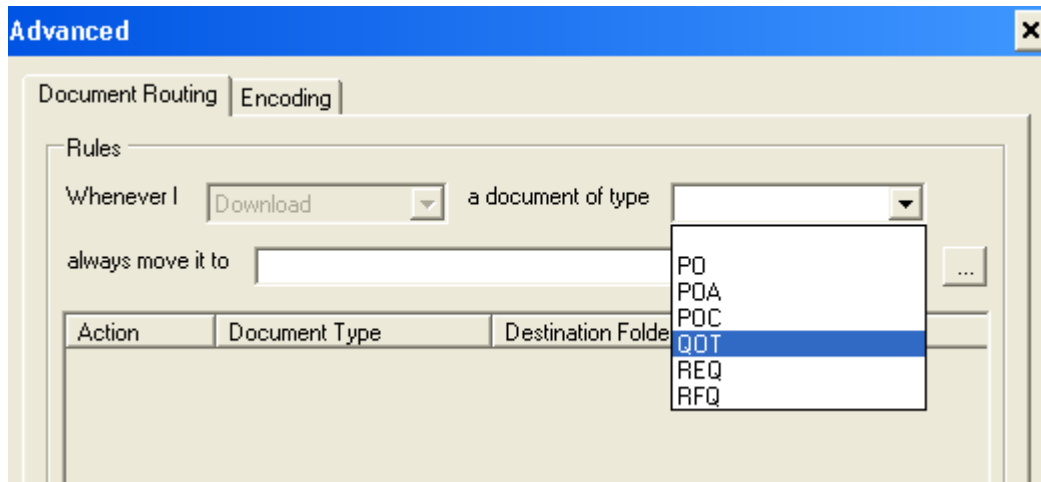 Advanced
Document Routing Encoding
Rules
Whenever I Download a document of type
always move it to ...
PO
POA
POC
QOT
REQ
RFQ
Action Document Type Destination Folde